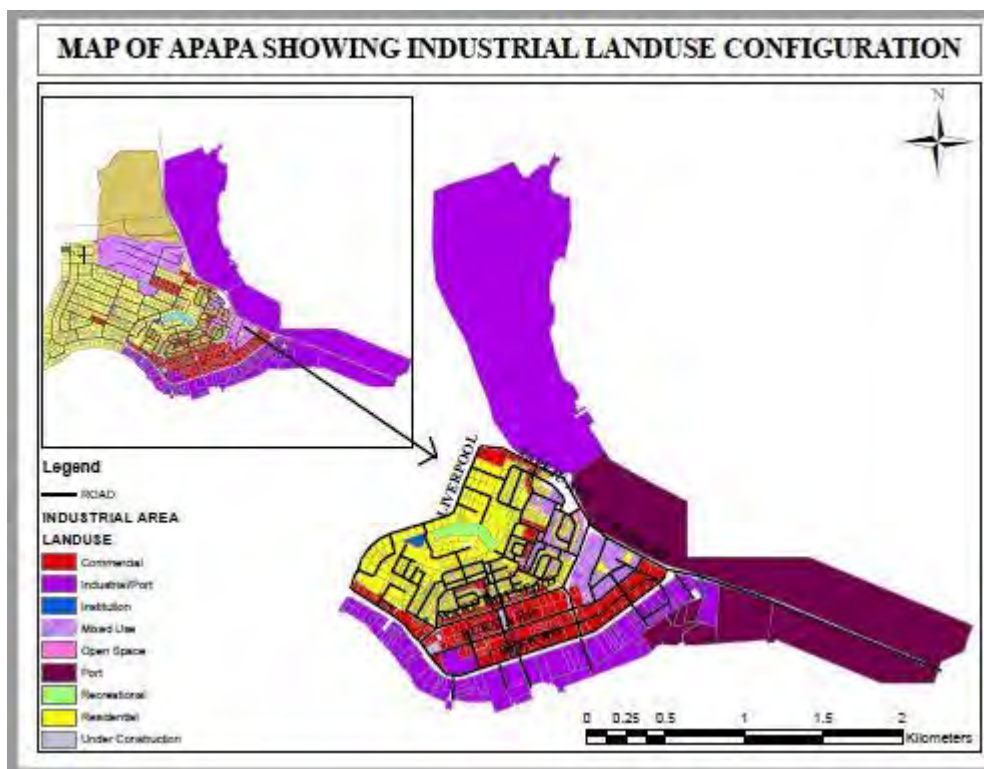 MAP OF APAPA SHOWING INDUSTRIAL LANDUSE CONFIGURATION
N
LIVERPOOL
Legend
ROAD
INDUSTRIAL AREA
LANDUSE
Commercial
Industrial/Port
Institution
Mixed Use
Open Space
Port
Recreational
Residential
Under Construction
0 0.25 0.5 1 1.5 2
Kilometers